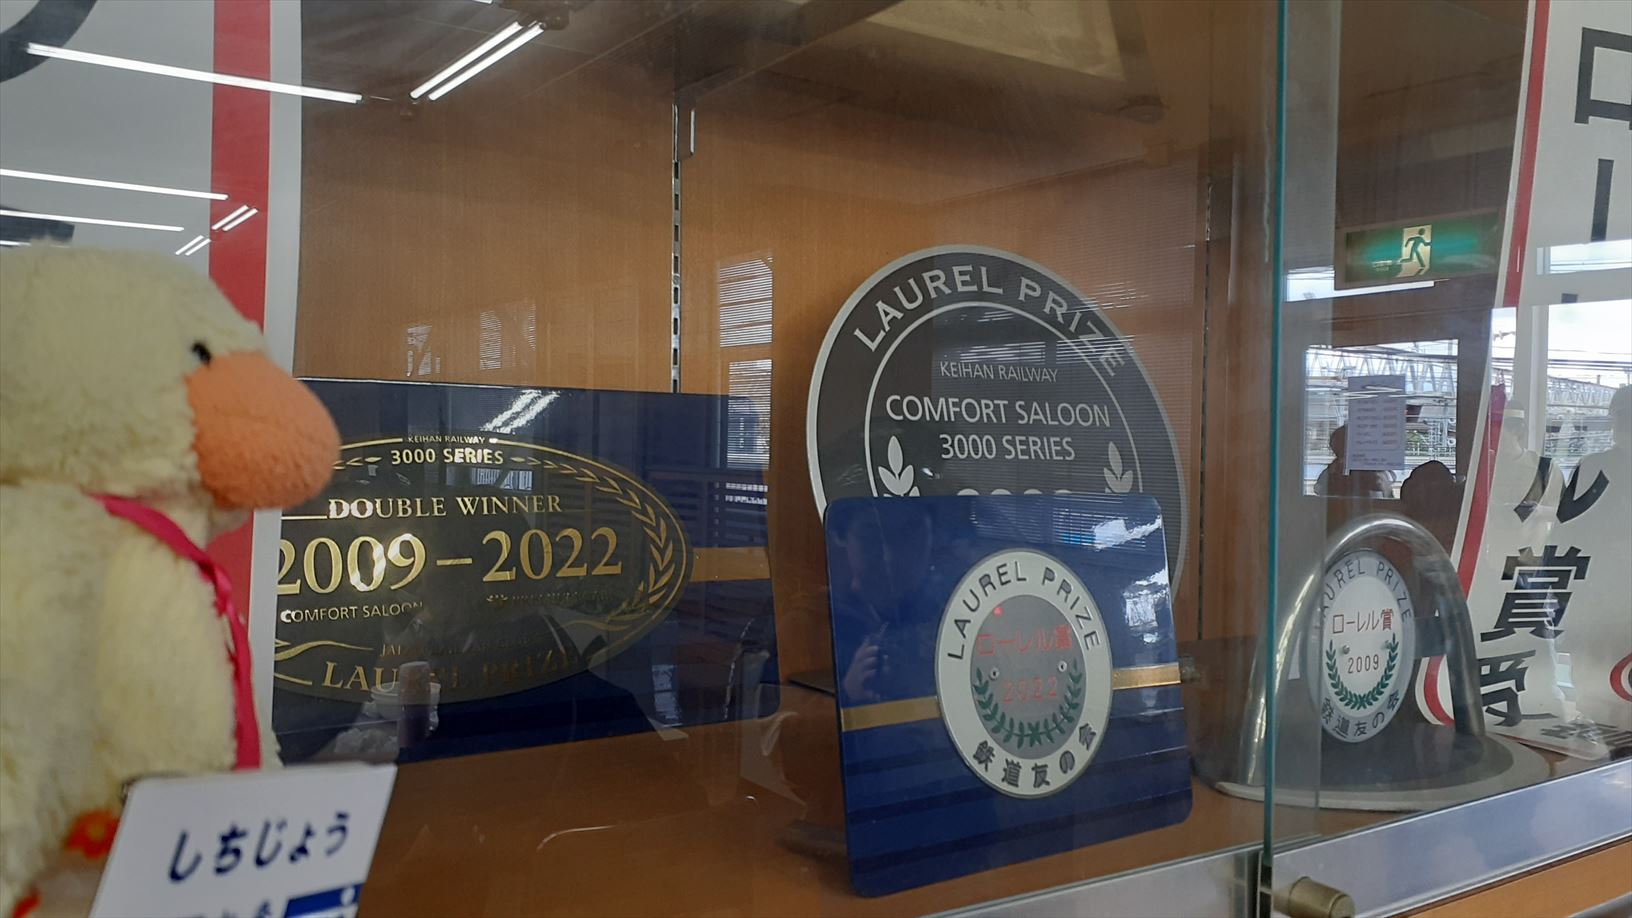 KEIHAN RAILWAY
3000 SERIES
DOUBLE WINNER
2009-2022
COMFORT SALOON
LAUREL PRIZE
LAUREL PRIZE
KEIHAN RAILWAY
COMFORT SALOON
3000 SERIES
LAUREL PRIZE
ローレル賞
2022
鉄道友の会
LAUREL PRIZE
ローレル賞
2009
鉄道友の会
ル賞受
しちじょう